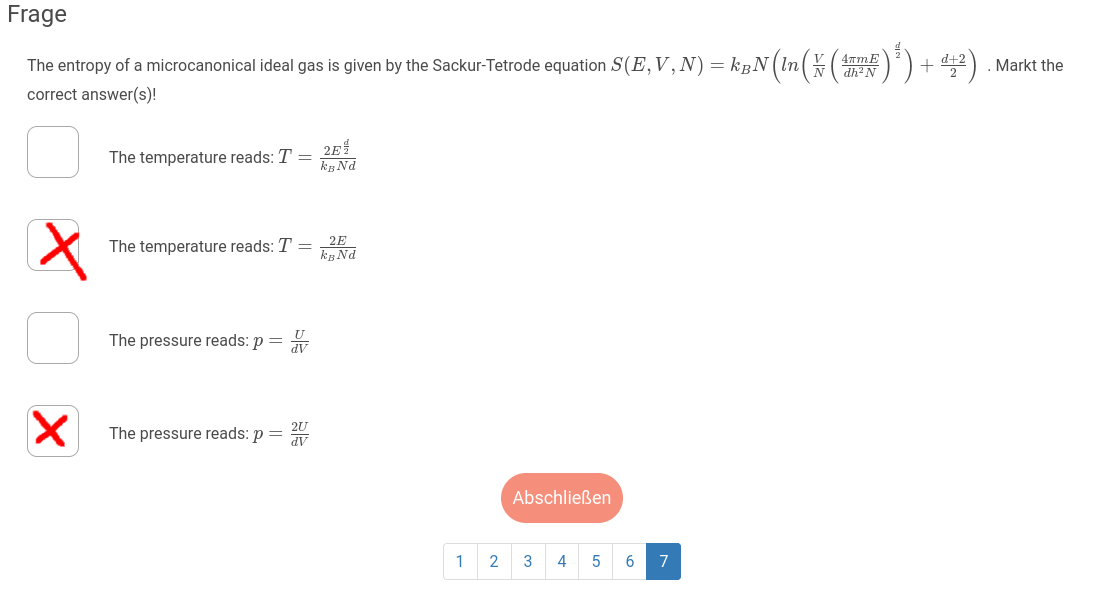 Frage
The entropy of a microcanonical ideal gas is given by the Sackur-Tetrode equation $S(E,V,N) = k_B N \left( ln \left( \frac{V}{N} \left( \frac{4\pi m E}{d h^2 N} \right)^{\frac{d}{2}} \right) + \frac{d+2}{2} \right)$ . Markt the
correct answer(s)!
The temperature reads: $T = \frac{2E^{\frac{d}{2}}}{k_B N d}$
The temperature reads: $T = \frac{2E}{k_B N d}$
The pressure reads: $p = \frac{U}{dV}$
The pressure reads: $p = \frac{2U}{dV}$
Abschließen
1 2 3 4 5 6 7